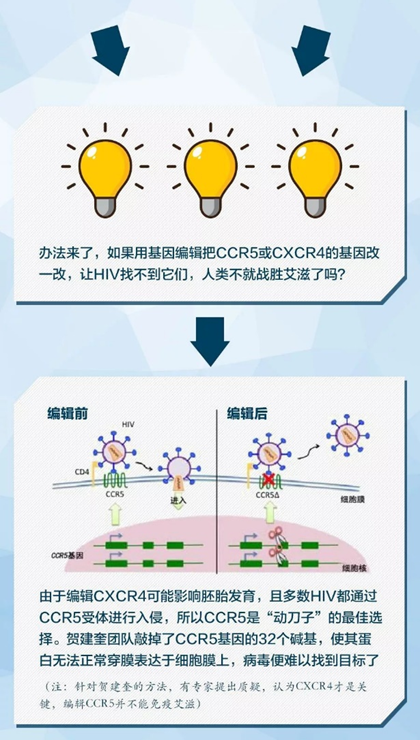 办法来了，如果用基因编辑把CCR5或CXCR4的基因改
一改，让HIV找不到它们，人类不就战胜艾滋了吗？
编辑前
编辑后
HIV
CD4
CCR5
进入
CCR5Δ
细胞膜
CCR5基因
细胞核
由于编辑CXCR4可能影响胚胎发育，且多数HIV都通过
CCR5受体进行入侵，所以CCR5是“动刀子”的最佳选
择。贺建奎团队敲掉了CCR5基因的32个碱基，使其蛋
白无法正常穿膜表达于细胞膜上，病毒便难以找到目标了
（注：针对贺建奎的方法，有专家提出质疑，认为CXCR4才是关
键，编辑CCR5并不能免疫艾滋）